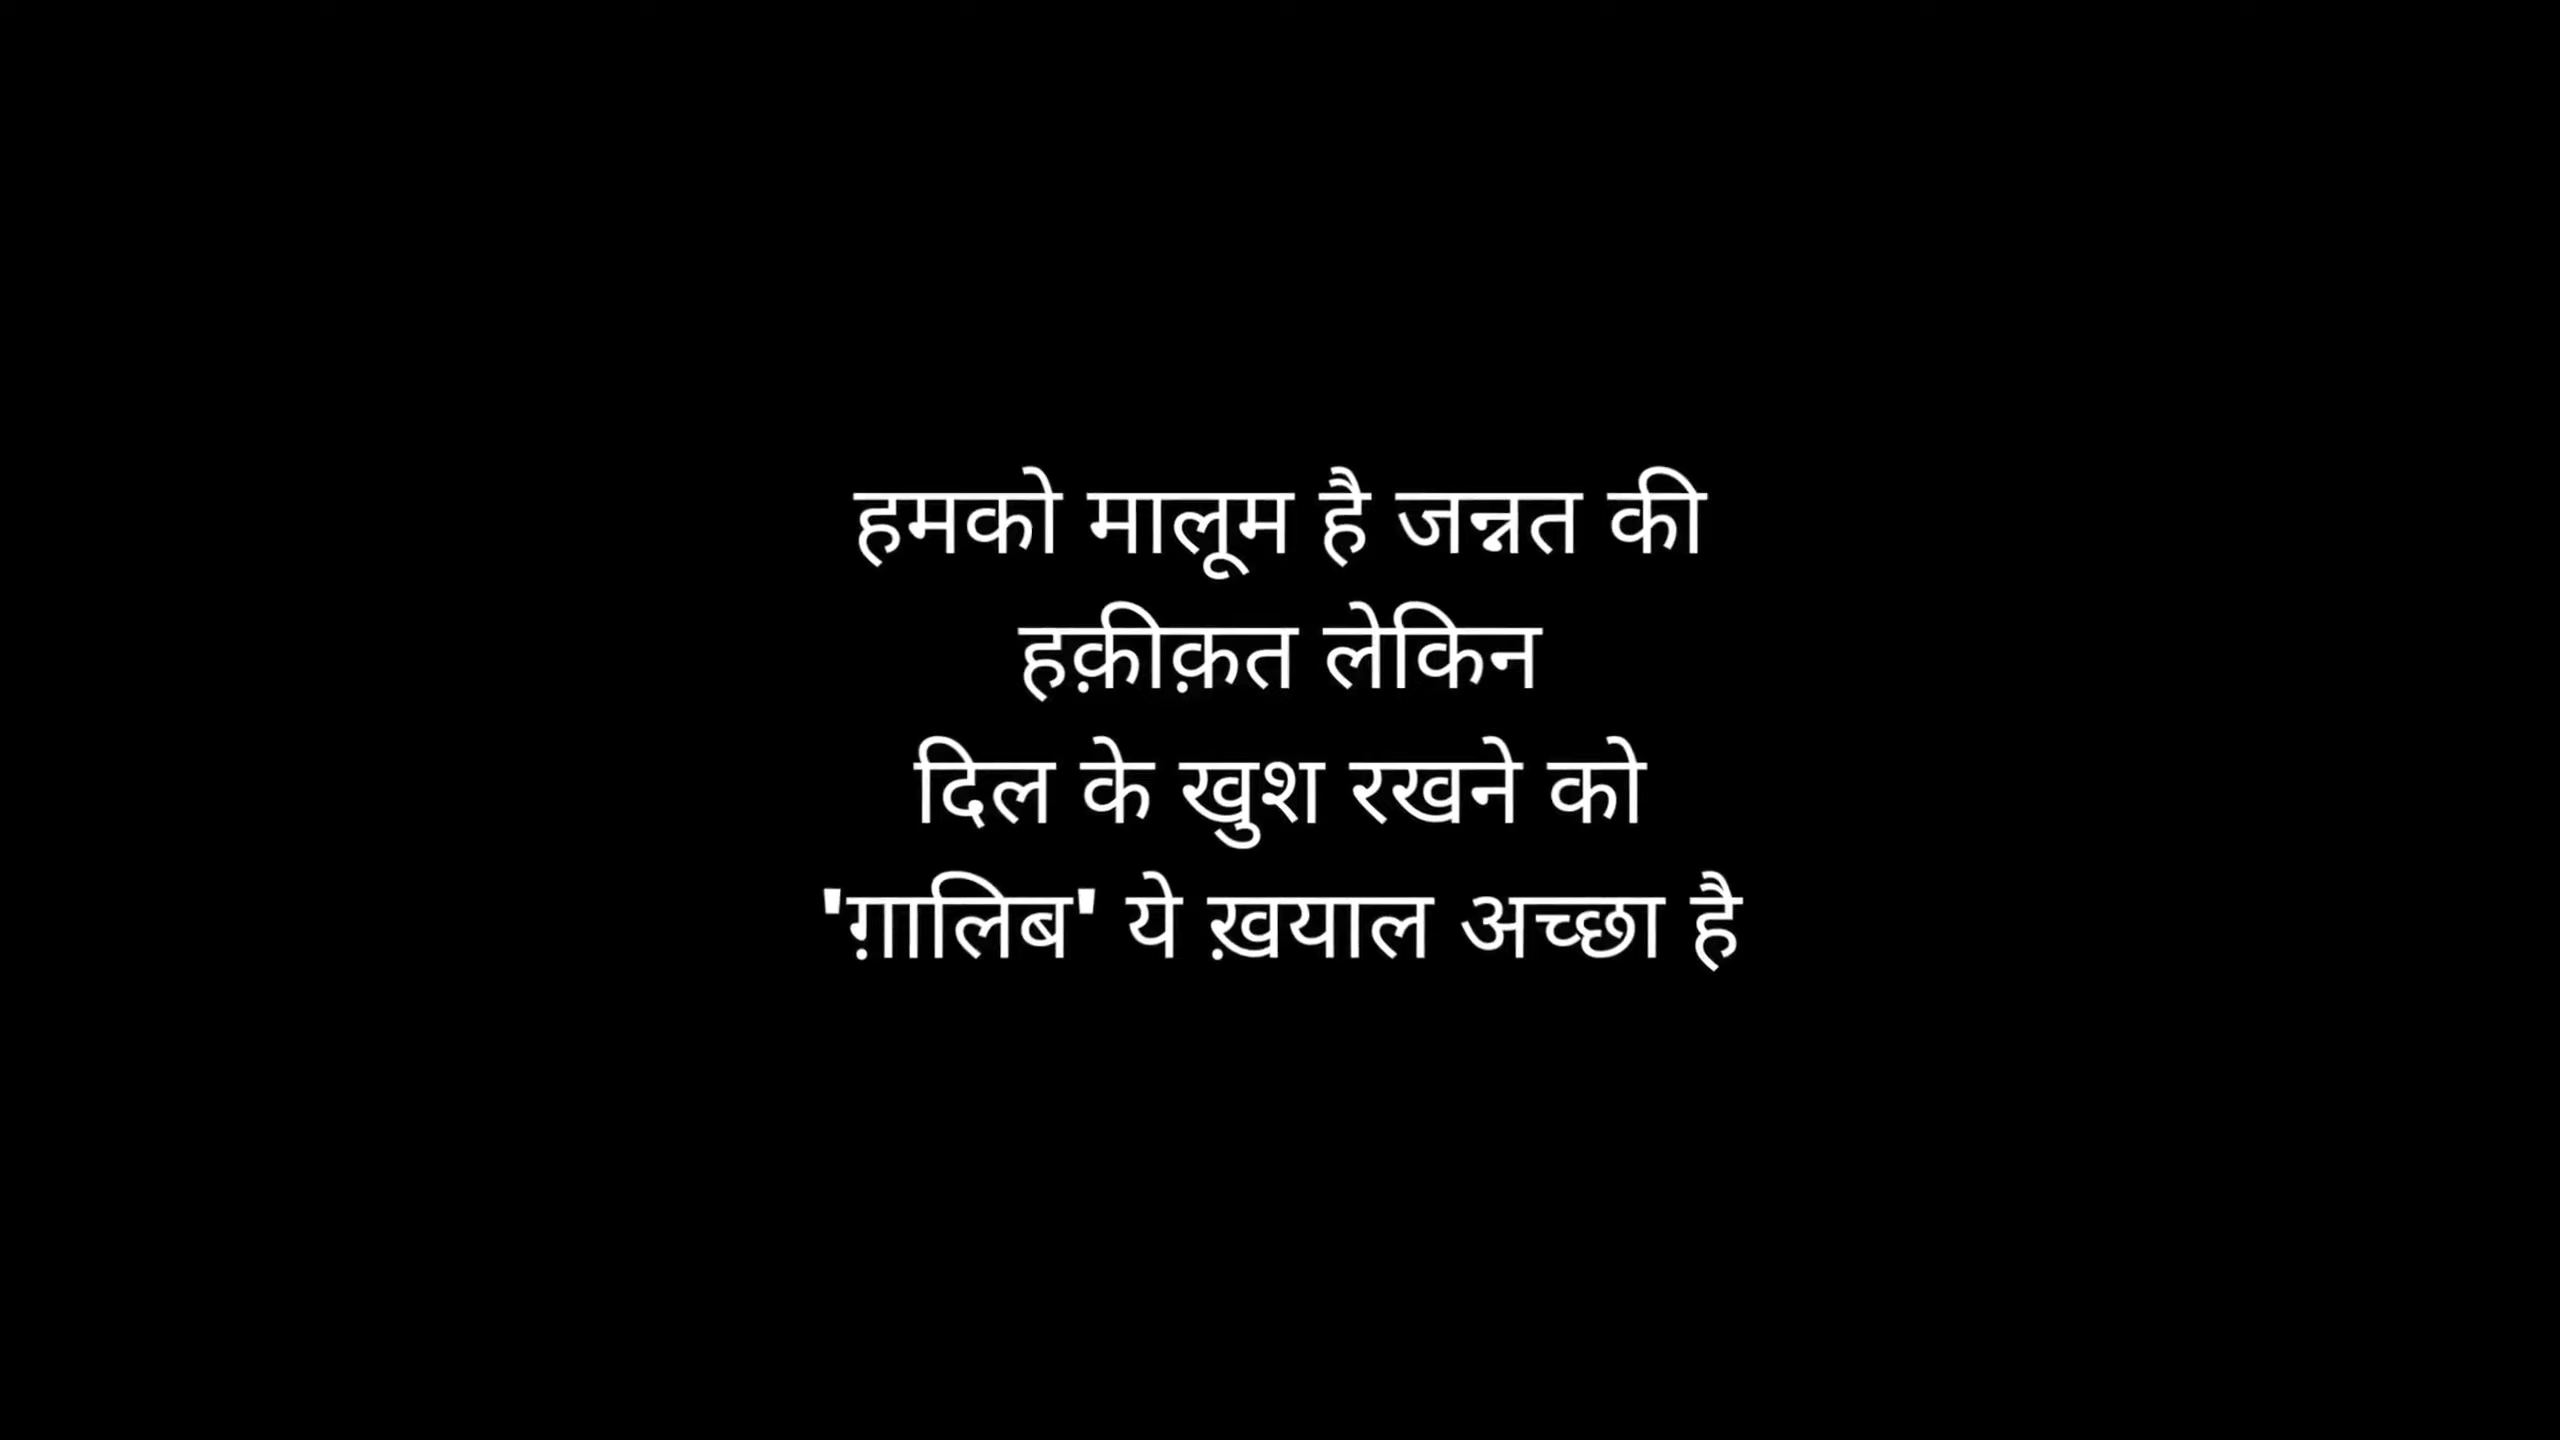 हमको मालूम है जन्नत की
हक़ीक़त लेकिन
दिल के खुश रखने को
'ग़ालिब' ये ख़याल अच्छा है